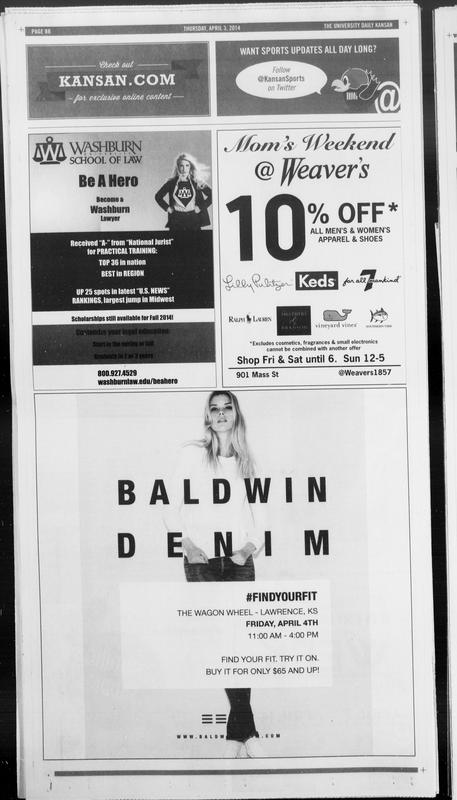 PAGE 8B
THURSDAY, APRIL 3, 2014
THE UNIVERSITY DAILY KANSAN
Check out
KANSAN.COM
for exclusive online content
WANT SPORTS UPDATES ALL DAY LONG?
Follow
@KansanSports
on Twitter
@
WASHBURN
SCHOOL OF LAW
Be A Hero
Become a
Washburn
Lawyer
Received "A-" from "National Jurist"
for PRACTICAL TRAINING:
TOP 36 in nation
BEST in REGION
UP 25 spots in latest "U.S. NEWS"
RANKINGS, largest jump in Midwest
Scholarships still available for Fall 2014!
Customize your legal education:
Start in the spring or fall
Graduate in 2 or 3 years
800.927.4529
washburnlaw.edu/beahero
Mom's Weekend
@ Weaver's
10% OFF*
ALL MEN'S & WOMEN'S
APPAREL & SHOES
Lilly Pulitzer Keds for all 7 mankind
RALPH LAUREN
vineyard vines
*Excludes cosmetics, fragrances & small electronics
cannot be combined with another offer
Shop Fri & Sat until 6. Sun 12-5
901 Mass St @Weavers1857
BALDWIN
DENIM
#FINDYOURFIT
THE WAGON WHEEL - LAWRENCE, KS
FRIDAY, APRIL 4TH
11:00 AM - 4:00 PM
FIND YOUR FIT. TRY IT ON.
BUY IT FOR ONLY $65 AND UP!